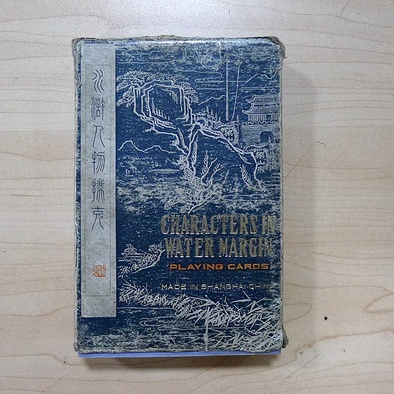 水滸人物撲克
CHARACTERS IN
WATER MARGIN
PLAYING CARDS
MADE IN SHANGHAI CHINA